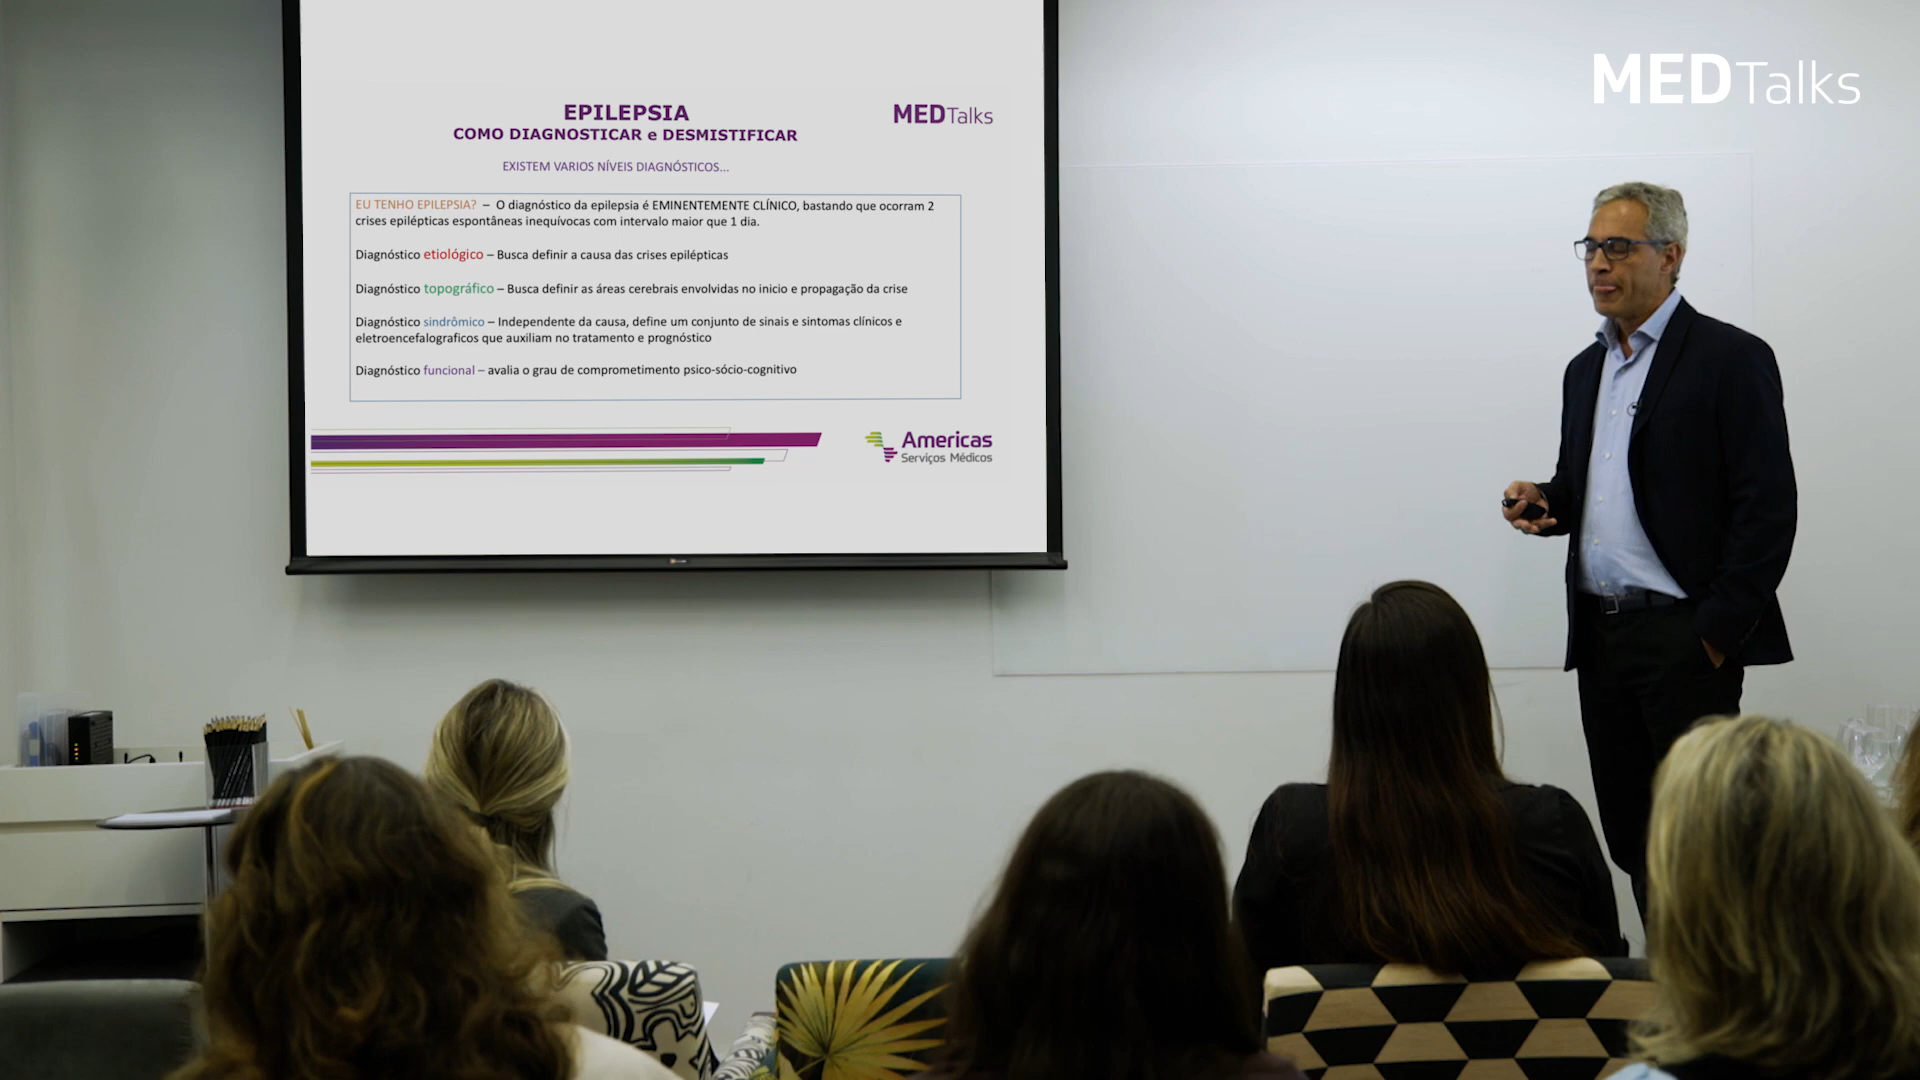 MEDTalks
EPILEPSIA
MEDTalks
COMO DIAGNOSTICAR e DESMISTIFICAR
EXISTEM VARIOS NÍVEIS DIAGNÓSTICOS...
EU TENHO EPILEPSIA? – O diagnóstico da epilepsia é EMINENTEMENTE CLÍNICO, bastando que ocorram 2
crises epilépticas espontâneas inequívocas com intervalo maior que 1 dia.
Diagnóstico etiológico – Busca definir a causa das crises epilépticas
Diagnóstico topográfico – Busca definir as áreas cerebrais envolvidas no inicio e propagação da crise
Diagnóstico sindrômico – Independente da causa, define um conjunto de sinais e sintomas clínicos e
eletroencefalograficos que auxiliam no tratamento e prognóstico
Diagnóstico funcional – avalia o grau de comprometimento psico-sócio-cognitivo
Americas
Serviços Médicos